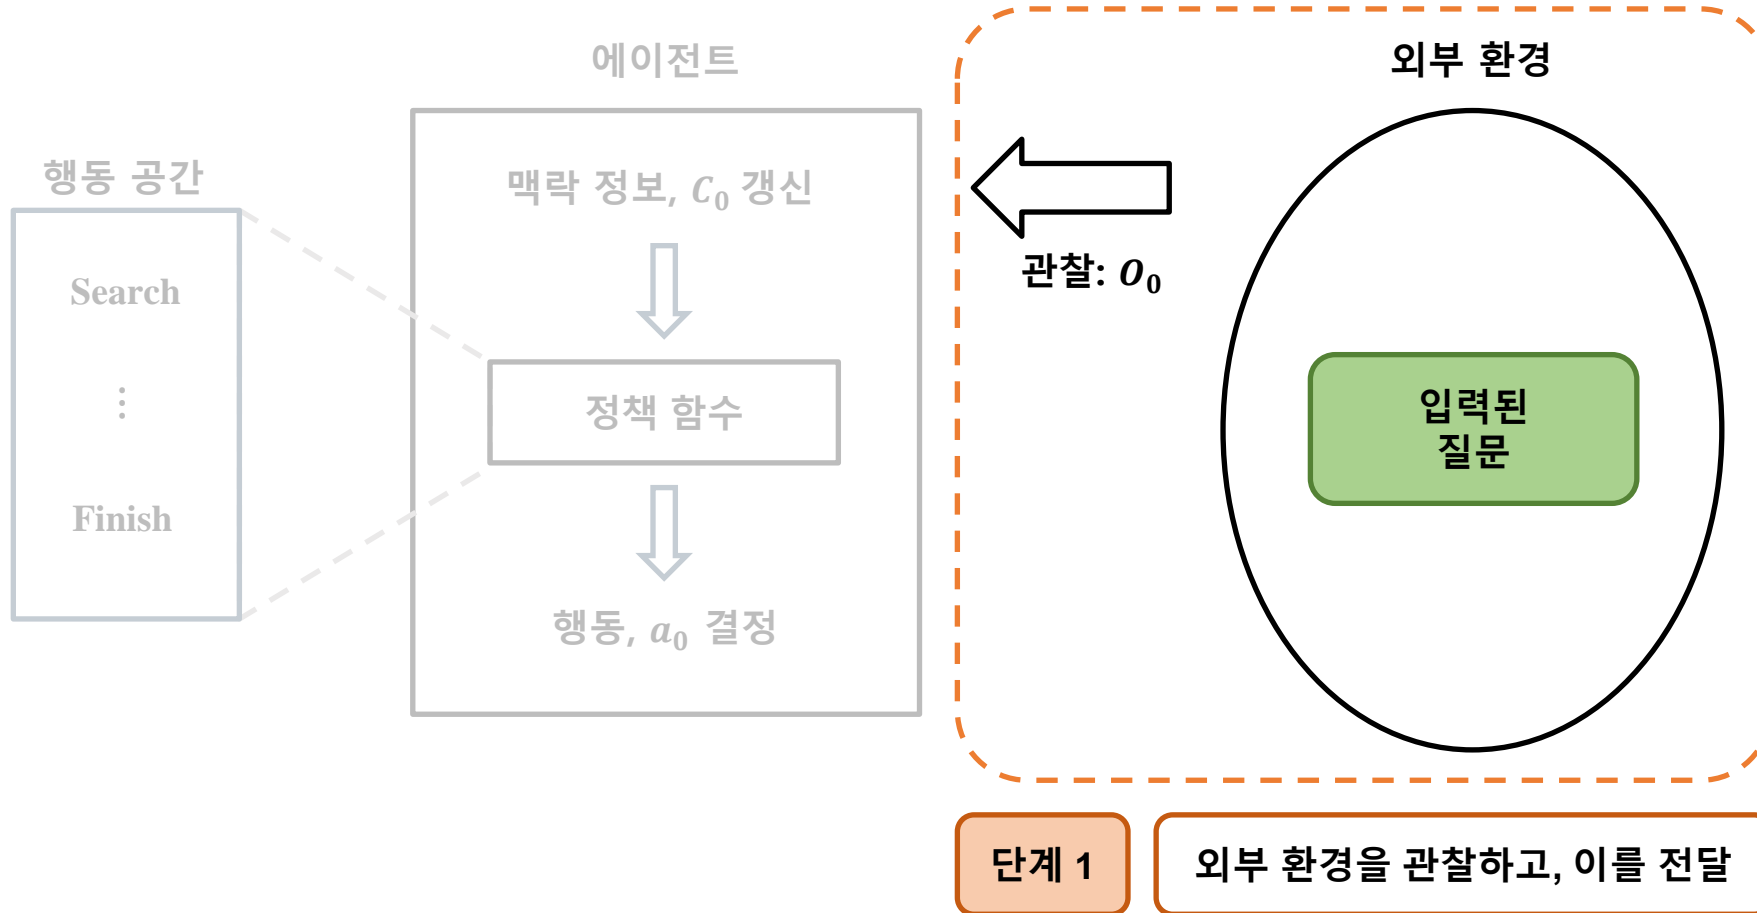 에이전트
외부 환경
행동 공간
맥락 정보, C₀ 갱신
관찰: O₀
Search
⋮
정책 함수
입력된
질문
Finish
행동, a₀ 결정
단계 1
외부 환경을 관찰하고, 이를 전달